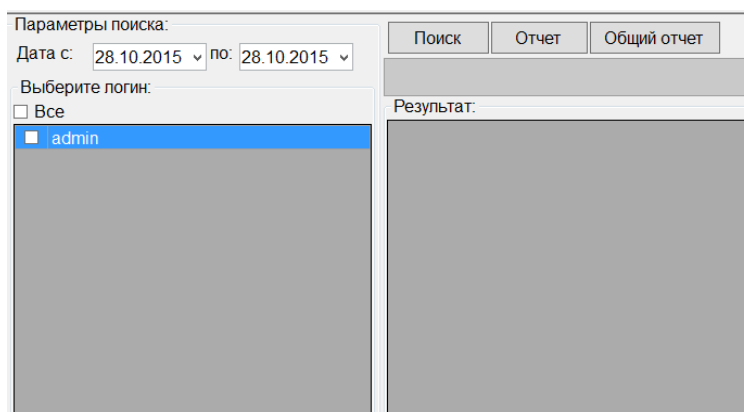 Параметры поиска:
Дата с: 28.10.2015 по: 28.10.2015
Выберите логин:
Все
admin
Поиск Отчет Общий отчет
Результат: